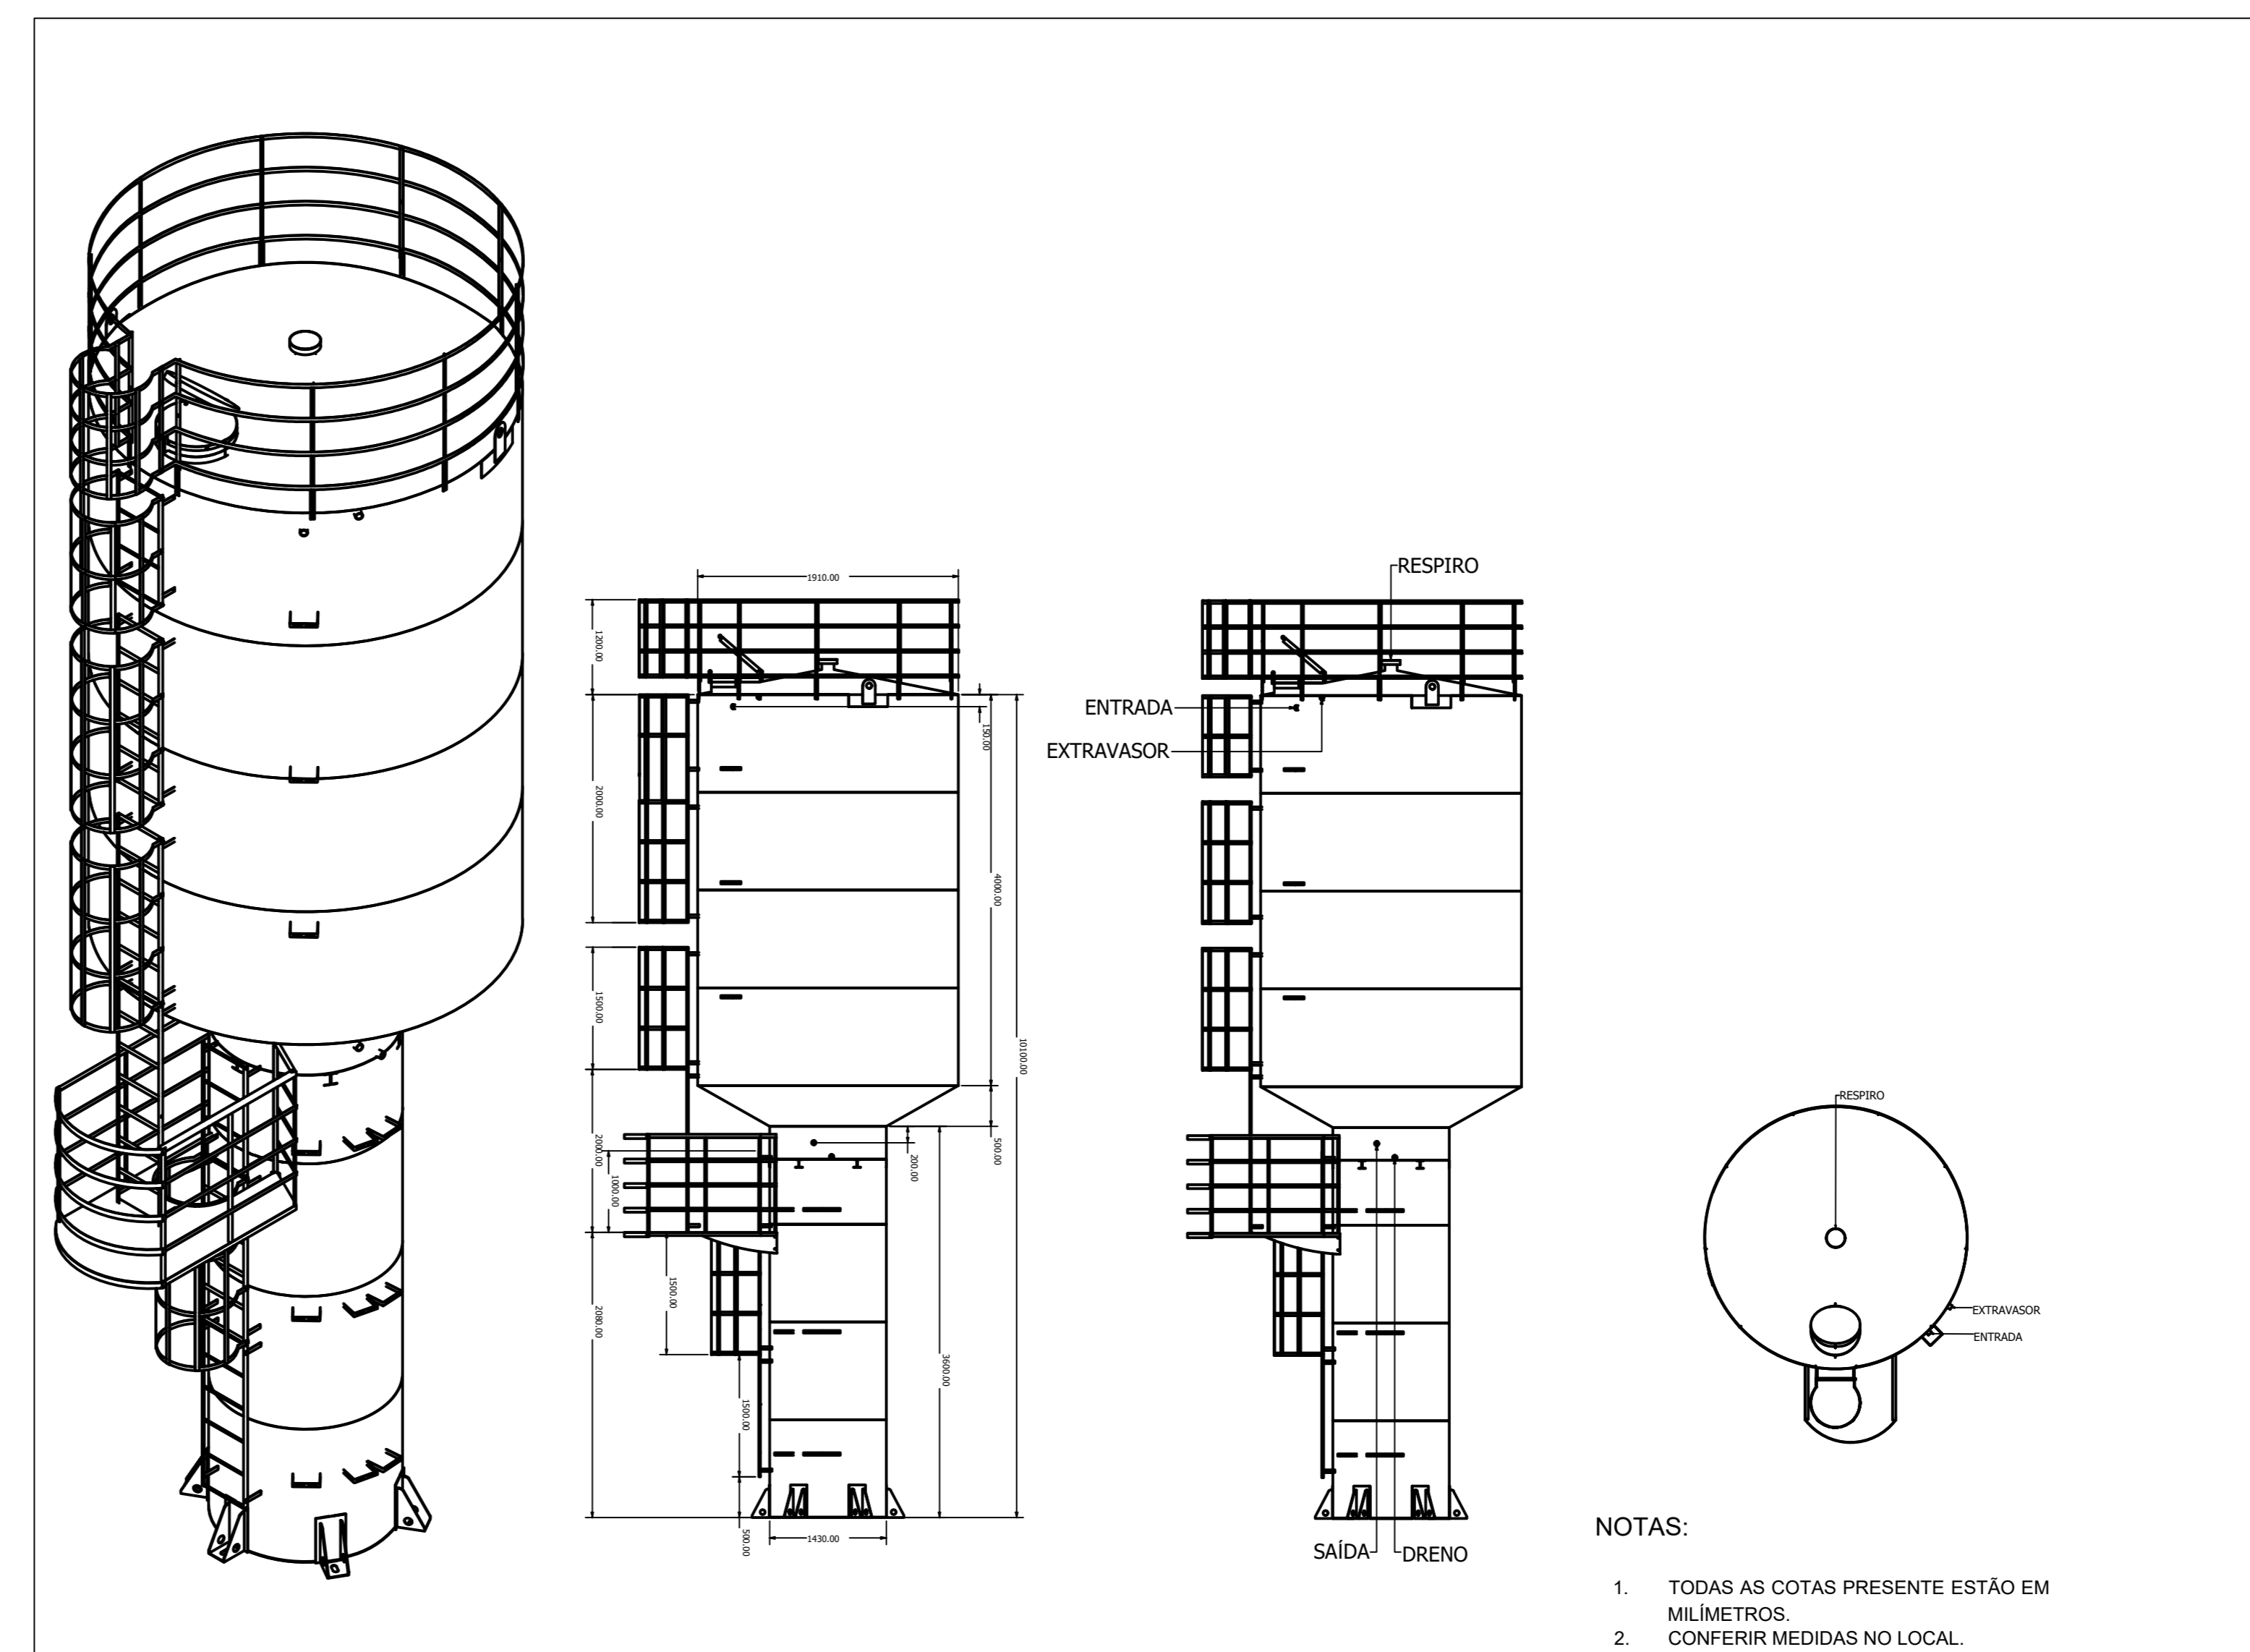 1910.00
1200.00
150.00
2000.00
4000.00
10100.00
1500.00
2000.00
1000.00
200.00
500.00
1500.00
2080.00
3600.00
1500.00
500.00
1430.00
RESPIRO
ENTRADA
EXTRAVASOR
SAÍDA
DRENO
RESPIRO
EXTRAVASOR
ENTRADA
NOTAS:
1. TODAS AS COTAS PRESENTE ESTÃO EM
MILÍMETROS.
2. CONFERIR MEDIDAS NO LOCAL.